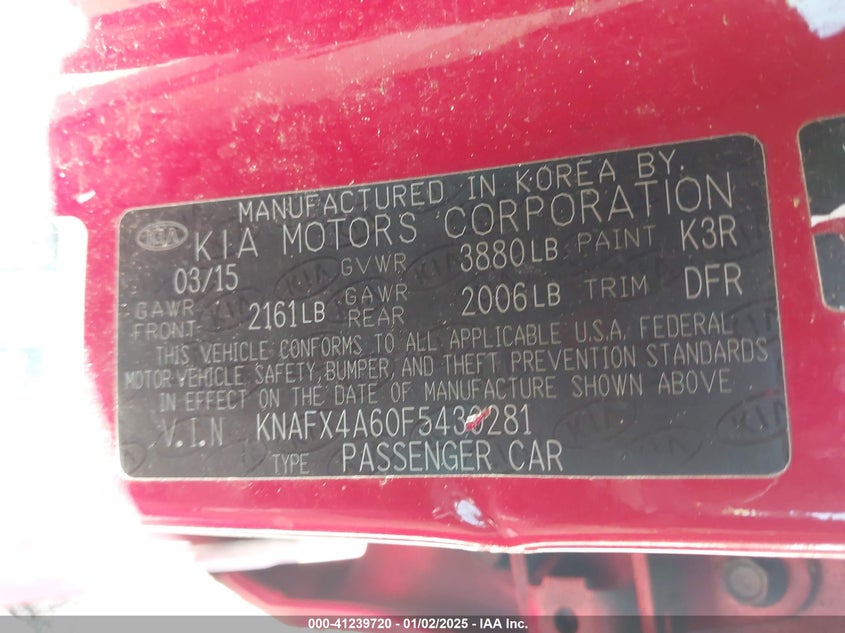 MANUFACTURED IN KOREA BY
KIA KIA MOTORS CORPORATION
03/15 GVWR 3880LB PAINT K3R
GAWR FRONT 2161LB GAWR REAR 2006LB TRIM DFR
THIS VEHICLE CONFORMS TO ALL APPLICABLE U.S.A. FEDERAL
MOTOR VEHICLE SAFETY, BUMPER, AND THEFT PREVENTION STANDARDS
IN EFFECT ON THE DATE OF MANUFACTURE SHOWN ABOVE
V.I.N KNAFX4A60F5430281
TYPE PASSENGER CAR
000-41239720 - 01/02/2025 - IAA Inc.